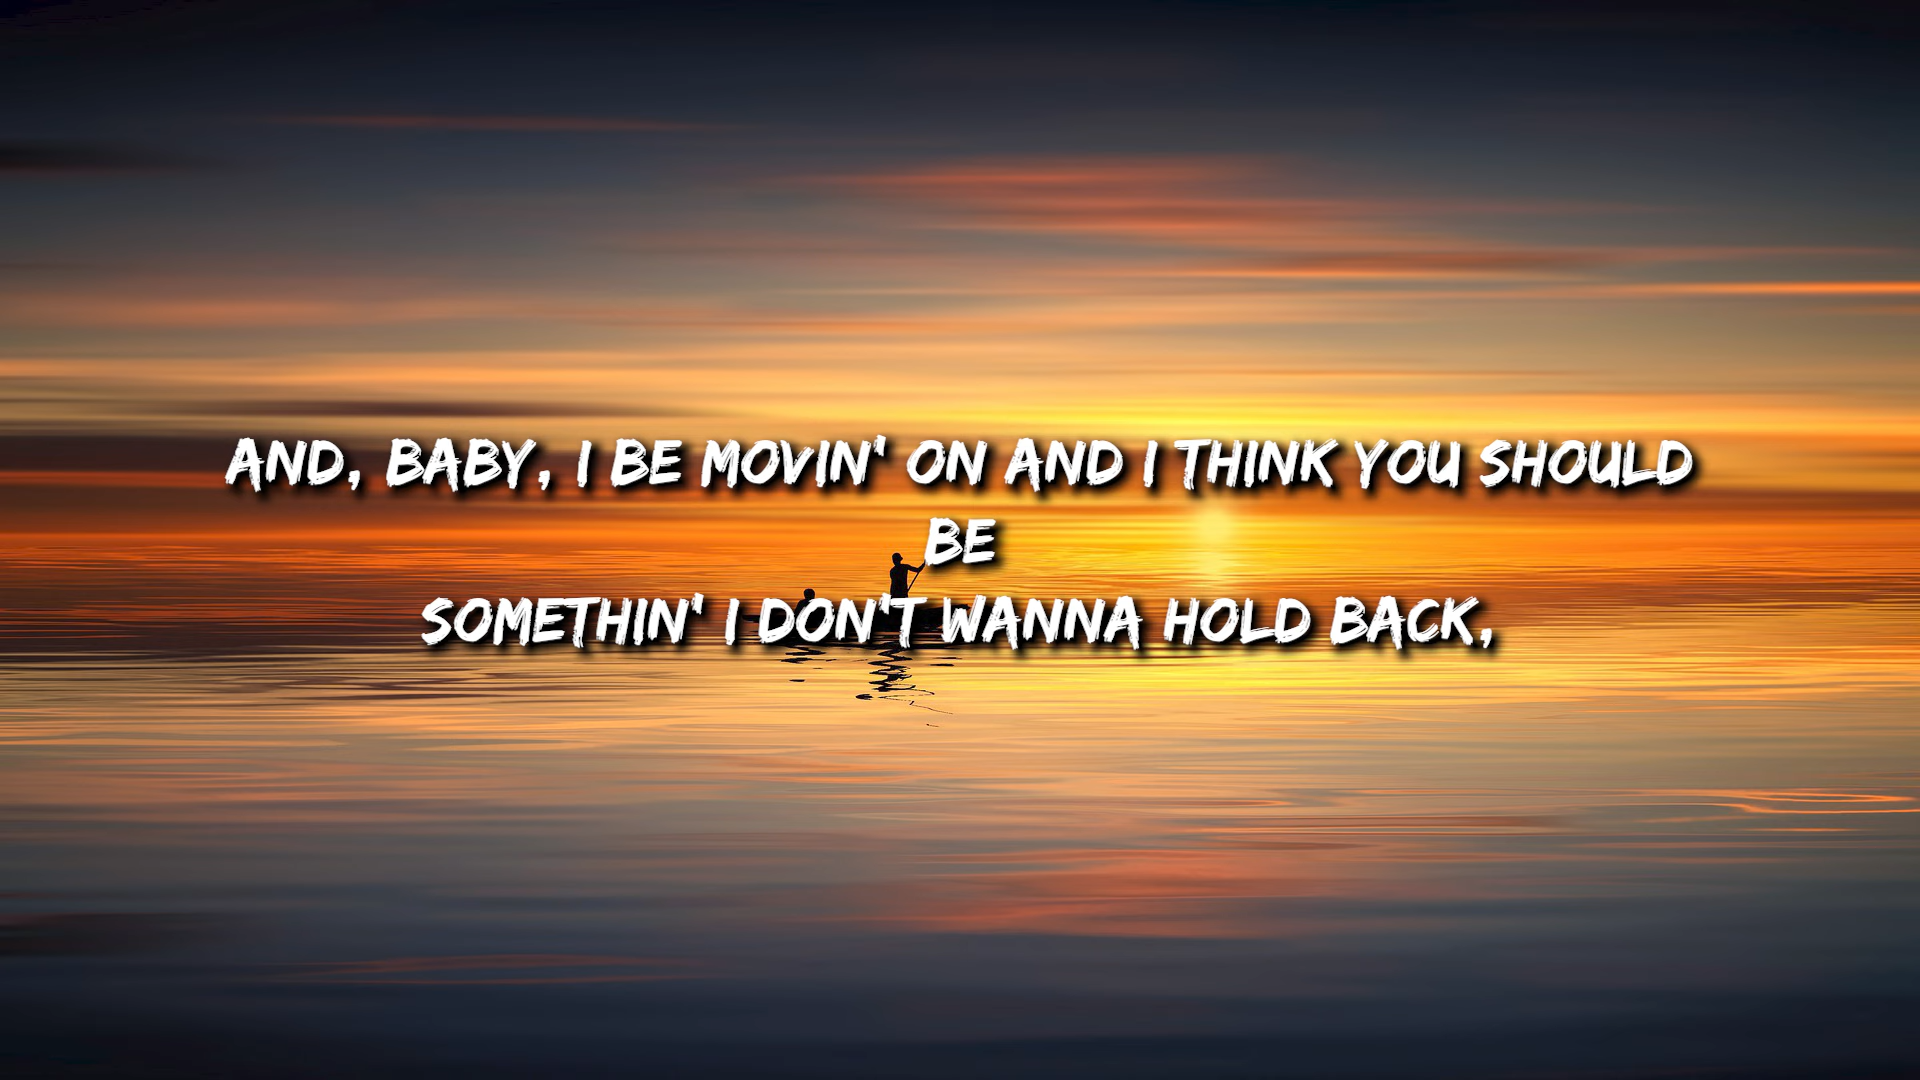 AND, BABY, I BE MOVIN' ON AND I THINK YOU SHOULD
BE
SOMETHIN' I DON'T WANNA HOLD BACK,